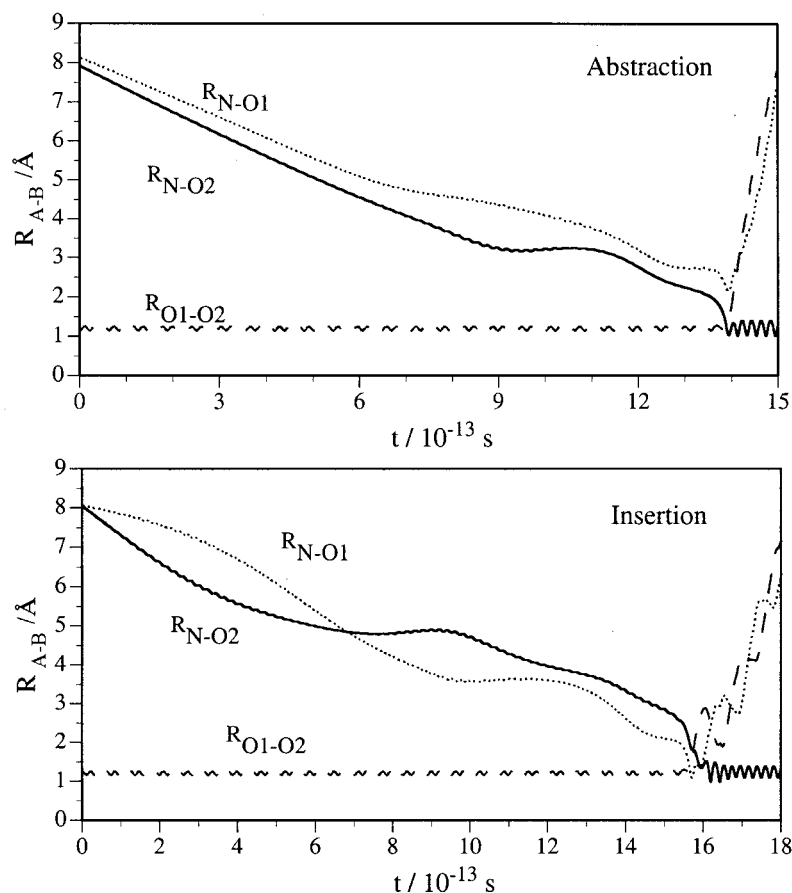 9
Abstraction
8
R N-O1
7
6
R N-O2
5
4
3
2
R O1-O2
1
0
R A-B /Å
0 3 6 9 12 15
t / 10^-13 s
9
Insertion
8
R N-O1
7
6
5
R N-O2
4
3
2
R O1-O2
1
0
R A-B /Å
0 2 4 6 8 10 12 14 16 18
t / 10^-13 s